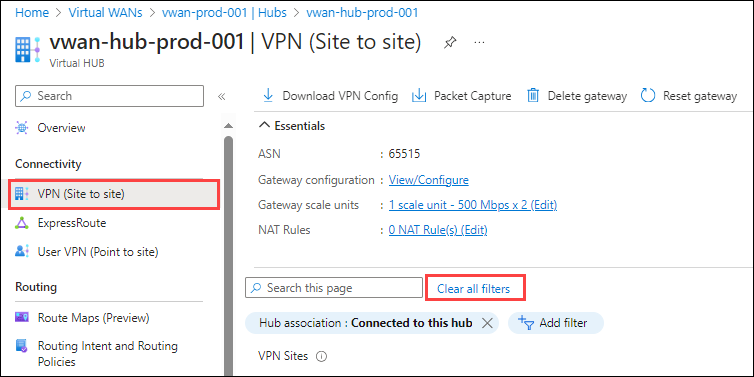 Home > Virtual WANs > vwan-prod-001 | Hubs > vwan-hub-prod-001
vwan-hub-prod-001 | VPN (Site to site)
Virtual HUB
Search
Overview
Connectivity
VPN (Site to site)
ExpressRoute
User VPN (Point to site)
Routing
Route Maps (Preview)
Routing Intent and Routing
Policies
Download VPN Config Packet Capture Delete gateway Reset gateway
Essentials
ASN : 65515
Gateway configuration : View/Configure
Gateway scale units : 1 scale unit - 500 Mbps x 2 (Edit)
NAT Rules : 0 NAT Rule(s) (Edit)
Search this page Clear all filters
Hub association : Connected to this hub Add filter
VPN Sites